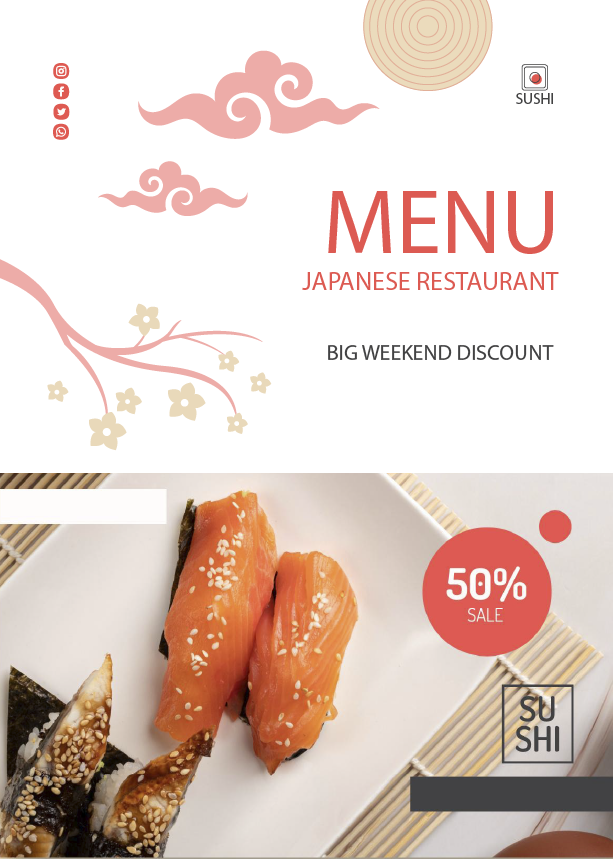 SUSHI
MENU
JAPANESE RESTAURANT
BIG WEEKEND DISCOUNT
50%
SALE
SU
SHI